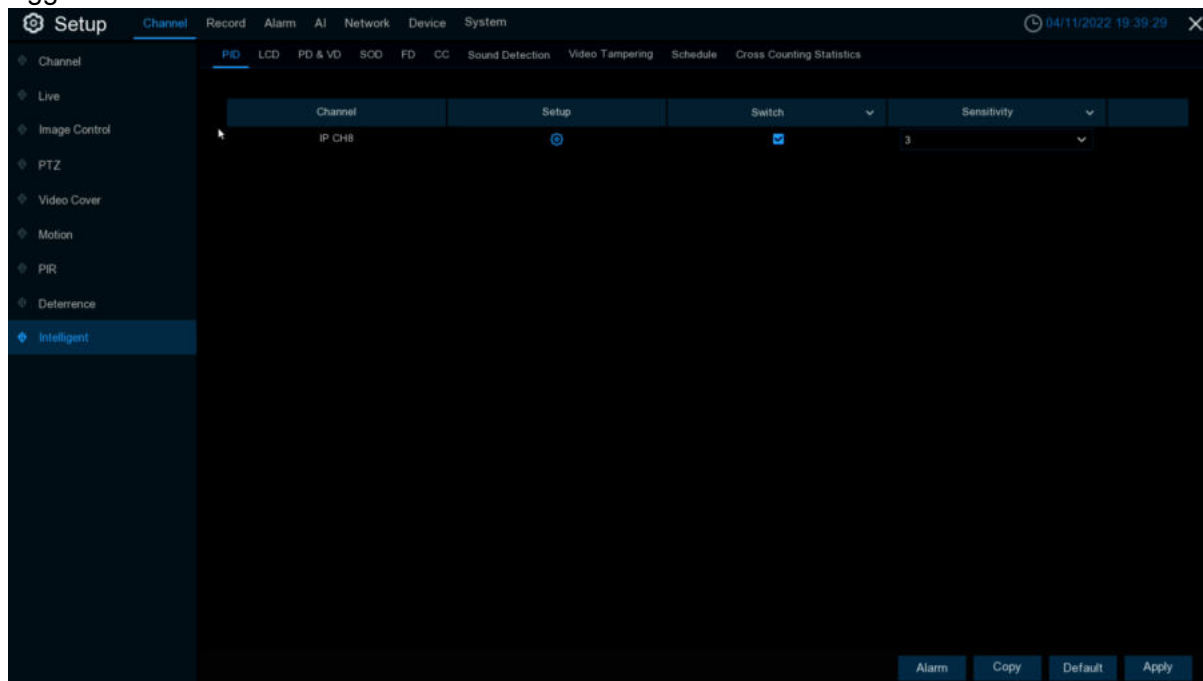 Setup Channel Record Alarm AI Network Device System 04/11/2022 19:39:29
PID LCD PD & VD SOD FD CC Sound Detection Video Tampering Schedule Cross Counting Statistics
Channel
Live
Image Control
PTZ
Video Cover
Motion
PIR
Deterrence
Intelligent
Channel Setup Switch Sensitivity
IP CH8 3
Alarm Copy Default Apply